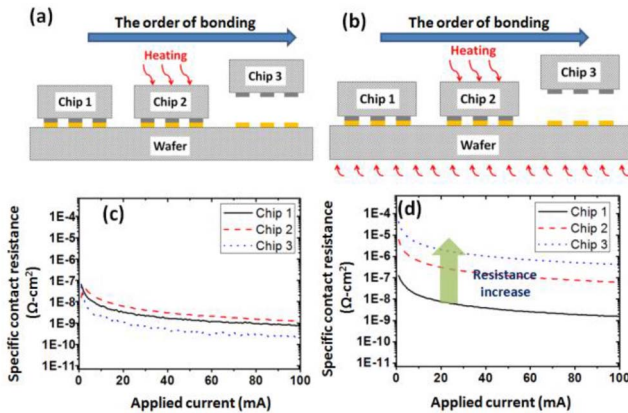 (a)
The order of bonding
Heating
Chip 1
Chip 2
Chip 3
Wafer
(b)
The order of bonding
Heating
Chip 1
Chip 2
Chip 3
Wafer
(c)
Specific contact resistance
(Ω-cm²)
1E-4
1E-5
1E-6
1E-7
1E-8
1E-9
1E-10
1E-11
Chip 1
Chip 2
Chip 3
0 20 40 60 80 100
Applied current (mA)
(d)
Specific contact resistance
(Ω-cm²)
1E-4
1E-5
1E-6
1E-7
1E-8
1E-9
1E-10
1E-11
Chip 1
Chip 2
Chip 3
Resistance
increase
0 20 40 60 80 100
Applied current (mA)